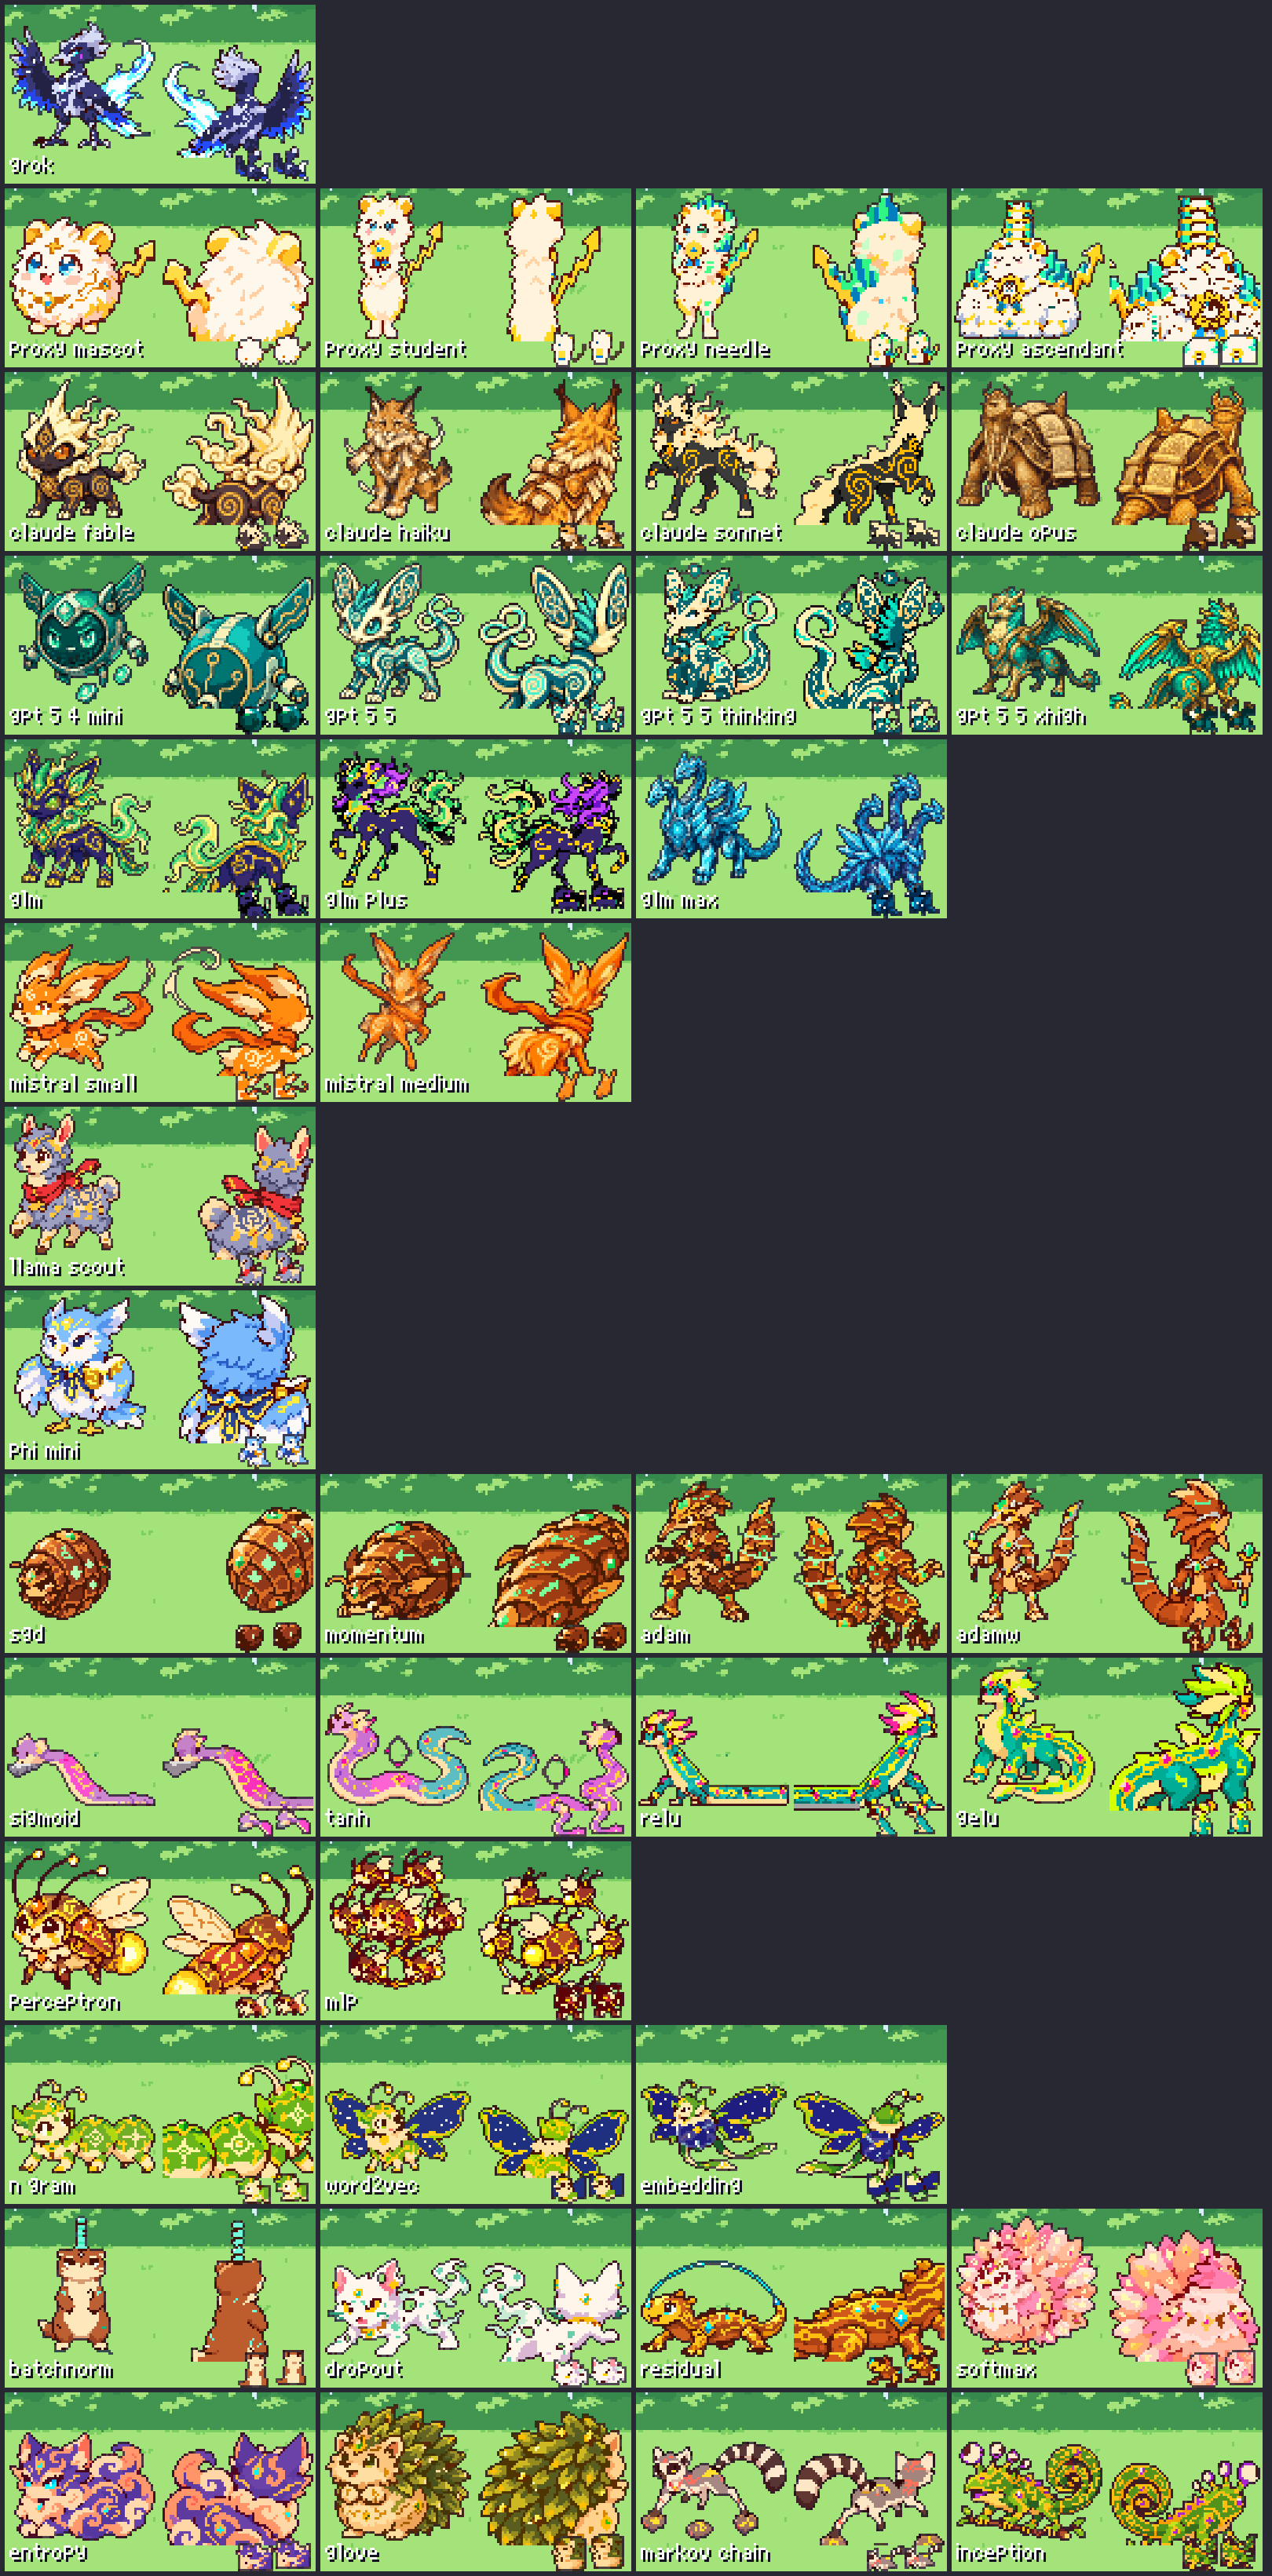 grok
Proxy mascot
Proxy student
Proxy needle
Proxy ascendant
claude fable
claude haiku
claude sonnet
claude oPus
gPt 5 4 mini
gPt 5 5
gPt 5 5 thinking
gPt 5 5 xhigh
glm
glm Plus
glm max
mistral small
mistral medium
llama scout
Phi mini
sgd
momentum
adam
adamw
sigmoid
tanh
relu
gelu
PercePtron
mlP
n gram
word2vec
embedding
batchnorm
droPout
residual
softmax
entroPy
glove
markov chain
incePtion